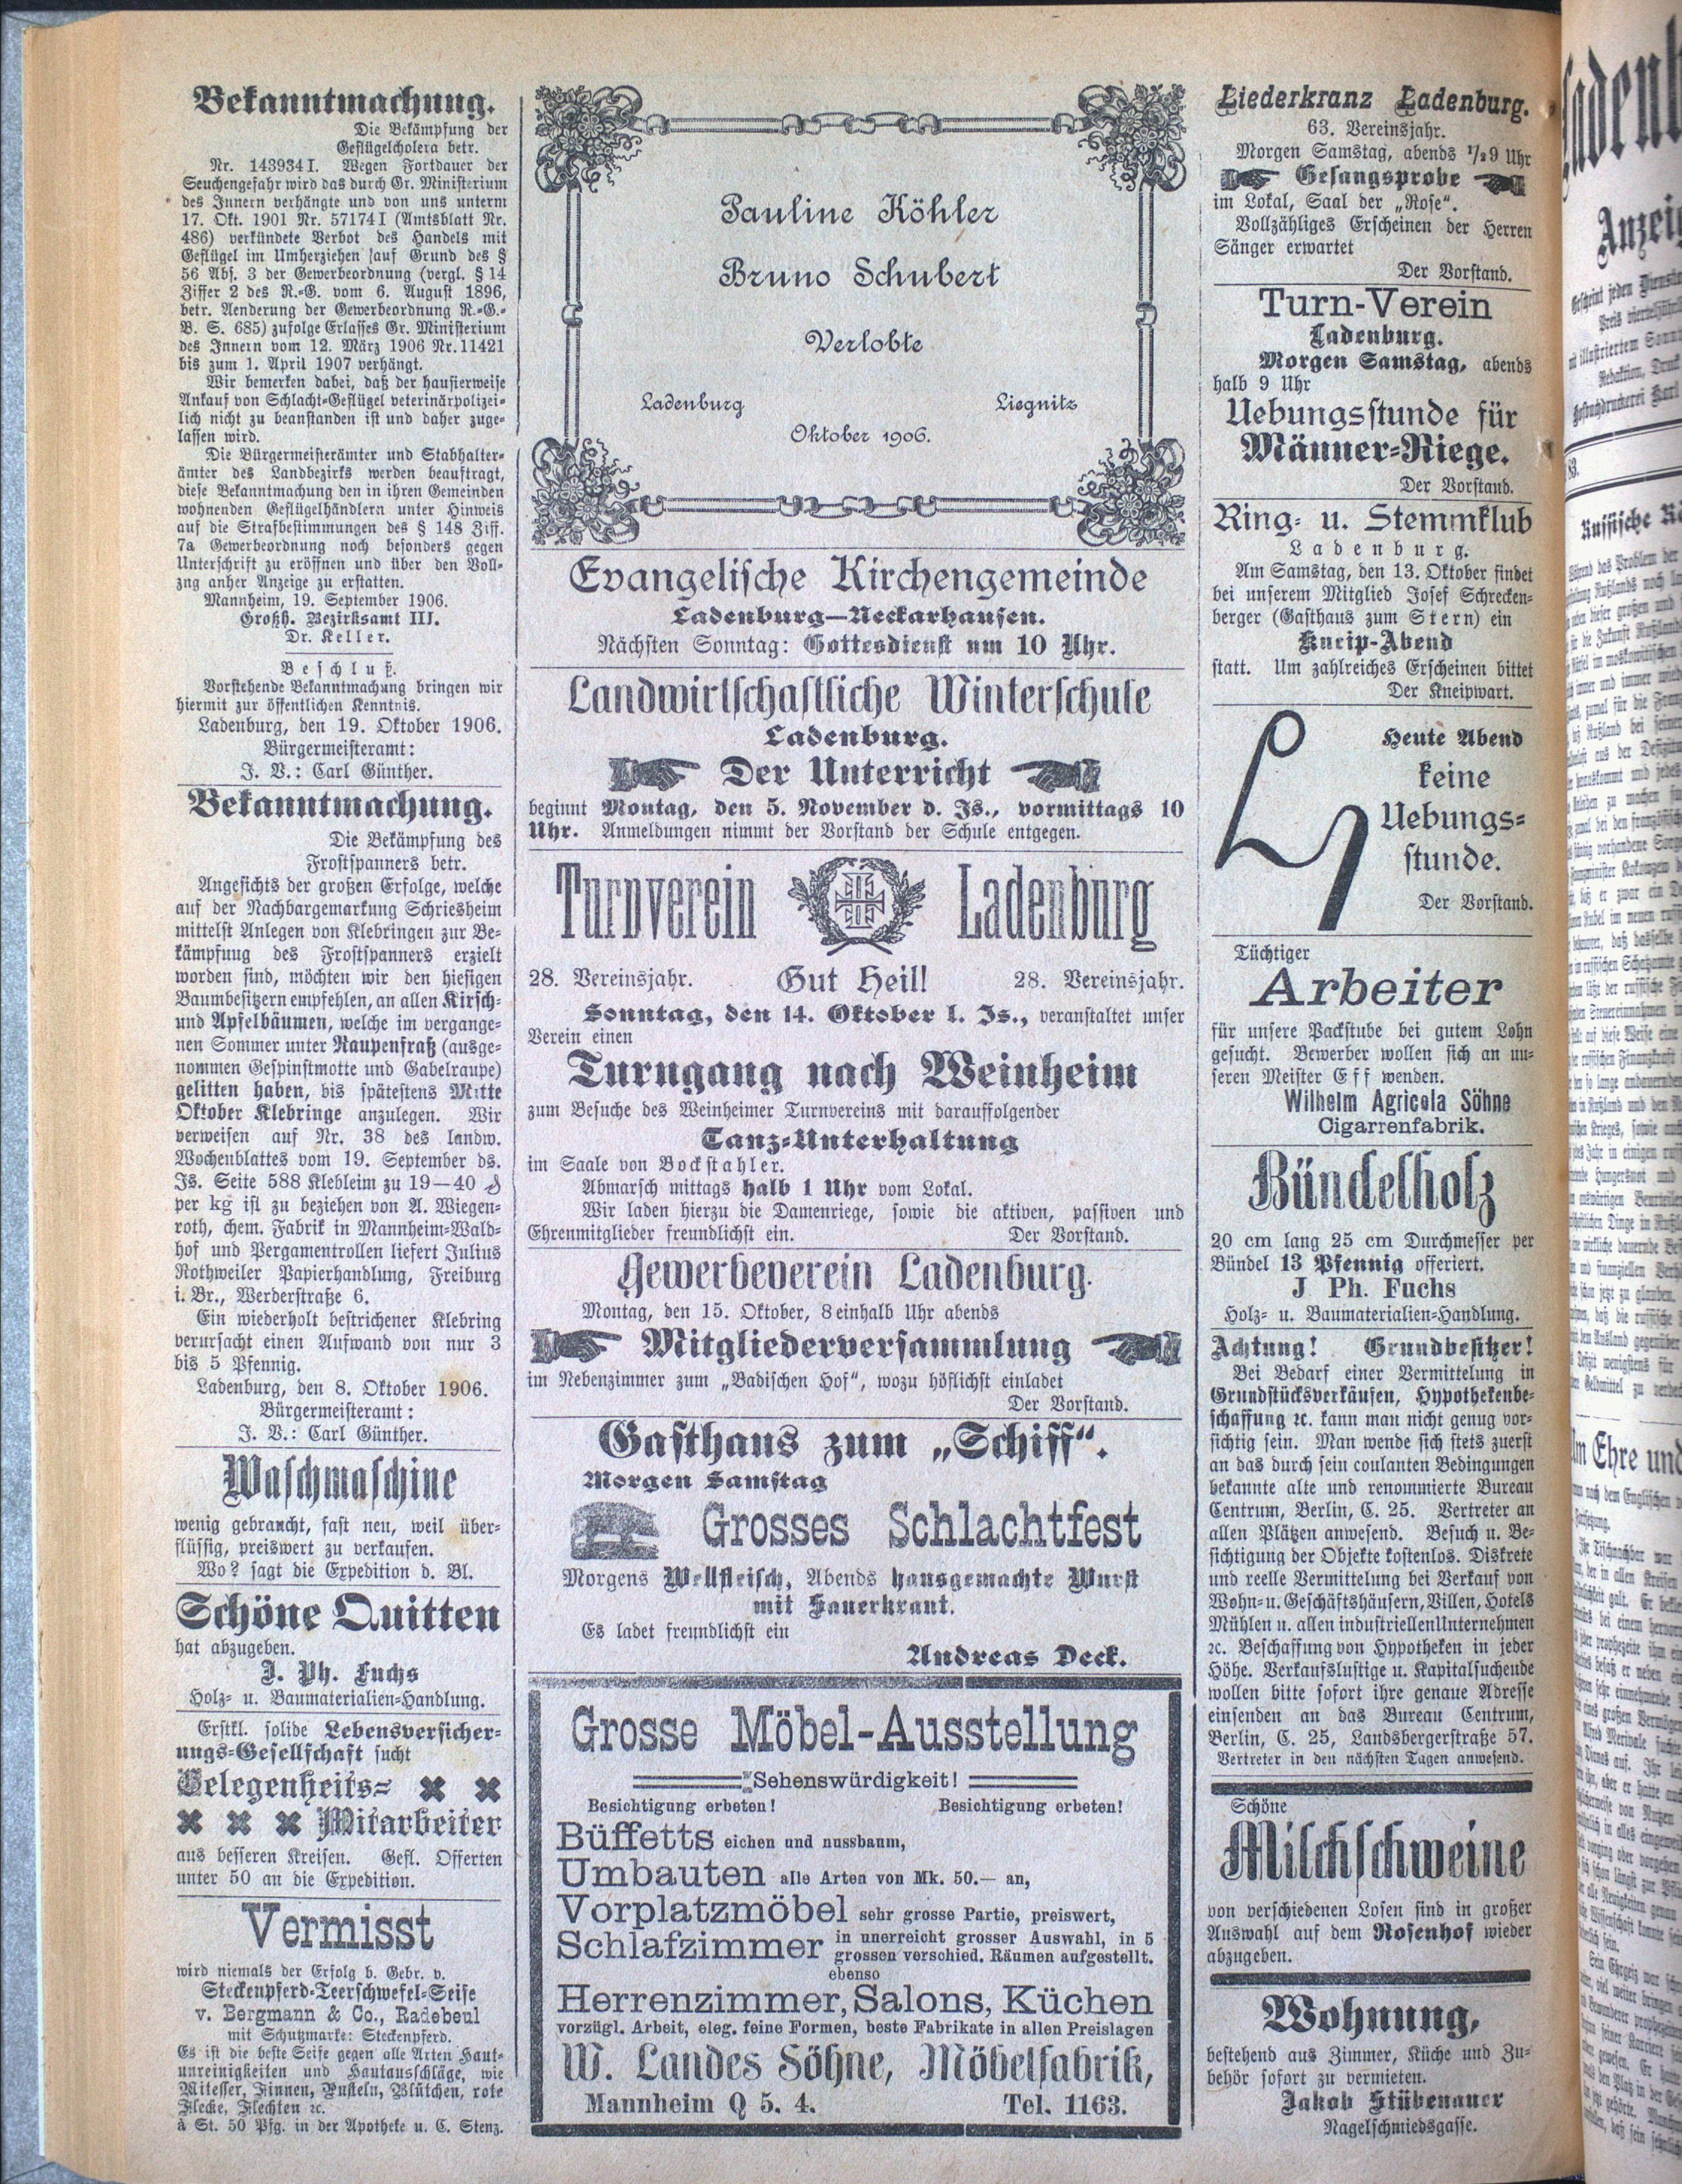 Bekanntmachung.
Die Bekämpfung der
Geflügelcholera betr.
Nr. 143934 I. Wegen Fortdauer der
Seuchengefahr wird das durch Gr. Ministerium
des Innern verhängte und von uns unterm
17. Okt. 1901 Nr. 57174 I (Amtsblatt Nr.
486) verkündete Verbot des Handels mit
Geflügel im Umherziehen (auf Grund des §
56 Abs. 3 der Gewerbeordnung (vergl. § 14
Ziffer 2 des R.-G. vom 6. August 1896,
betr. Aenderung der Gewerbeordnung R.-G.-
B. S. 685) zufolge Erlasses Gr. Ministerium
des Innern vom 12. März 1906 Nr. 11421
bis zum 1. April 1907 verhängt.
Wir bemerken dabei, daß der hausierweise
Ankauf von Schlacht-Geflügel veterinärpolizei-
lich nicht zu beanstanden ist und daher zuge-
lassen wird.
Die Bürgermeisterämter und Stabhalter-
ämter des Landbezirks werden beauftragt,
diese Bekanntmachung den in ihren Gemeinden
wohnenden Geflügelhändlern unter Hinweis
auf die Strafbestimmungen des § 148 Ziff.
7a Gewerbeordnung noch besonders gegen
Unterschrift zu eröffnen und über den Voll-
zng anher Anzeige zu erstatten.
Mannheim, 19. September 1906.
Großh. Bezirksamt III.
Dr. Keller.
Beschluß.
Vorstehende Bekanntmachung bringen wir
hiermit zur öffentlichen Kenntnis.
Ladenburg, den 19. Oktober 1906.
Bürgermeisteramt:
J. V.: Carl Günther.
Bekanntmachung.
Die Bekämpfung des
Frostspanners betr.
Angesichts der großen Erfolge, welche
auf der Nachbargemarkung Schriesheim
mittelst Anlegen von Klebringen zur Be-
kämpfung des Frostspanners erzielt
worden sind, möchten wir den hiesigen
Baumbesitzern empfehlen, an allen Kirsch-
und Apfelbäumen, welche im vergange-
nen Sommer unter Raupenfraß (ausge-
nommen Gespinstmotte und Gabelraupe)
gelitten haben, bis spätestens Mitte
Oktober Klebringe anzulegen. Wir
verweisen auf Nr. 38 des landw.
Wochenblattes vom 19. September ds.
Js. Seite 588 Klebleim zu 19—40 ₰
per kg ist zu beziehen von A. Wiegen-
roth, chem. Fabrik in Mannheim-Wald-
hof und Pergamentrollen liefert Julius
Rothweiler Papierhandlung, Freiburg
i. Br., Werderstraße 6.
Ein wiederholt bestrichener Klebring
verursacht einen Aufwand von nur 3
bis 5 Pfennig.
Ladenburg, den 8. Oktober 1906.
Bürgermeisteramt:
J. V.: Carl Günther.
Waschmaschine
wenig gebraucht, fast neu, weil über-
flüssig, preiswert zu verkaufen.
Wo? sagt die Expedition d. Bl.
Schöne Quitten
hat abzugeben.
J. Ph. Fuchs
Holz- u. Baumaterialien-Handlung.
Erstkl. solide Lebensversicher-
ungs-Gesellschaft sucht
Gelegenheits-
Mitarbeiter
aus besseren Kreisen. Gefl. Offerten
unter 50 an die Expedition.
Vermisst
wird niemals der Erfolg b. Gebr. v.
Steckenpferd-Teerschwefel-Seife
v. Bergmann & Co., Radebeul
mit Schutzmarke: Steckenpferd.
Es ist die beste Seife gegen alle Arten Haut-
unreinigkeiten und Hautausschläge, wie
Mitesser, Finnen, Pusteln, Blütchen, rote
Flecke, Flechten ꝛc.
à St. 50 Pfg. in der Apotheke u. C. Stenz.
Pauline Köhler
Bruno Schubert
Verlobte
Ladenburg Liegnitz
Oktober 1906.
Evangelische Kirchengemeinde
Ladenburg—Neckarhausen.
Nächsten Sonntag: Gottesdienst um 10 Uhr.
Landwirtschaftliche Winterschule
Ladenburg.
Der Unterricht
beginnt Montag, den 5. November d. Js., vormittags 10
Uhr. Anmeldungen nimmt der Vorstand der Schule entgegen.
Turnverein Ladenburg
28. Vereinsjahr. Gut Heil! 28. Vereinsjahr.
Sonntag, den 14. Oktober l. Js., veranstaltet unser
Verein einen
Turngang nach Weinheim
zum Besuche des Weinheimer Turnvereins mit darauffolgender
Tanz-Unterhaltung
im Saale von Bockstahler.
Abmarsch mittags halb 1 Uhr vom Lokal.
Wir laden hierzu die Damenriege, sowie die aktiven, passiven und
Ehrenmitglieder freundlichst ein. Der Vorstand.
Gewerbeverein Ladenburg.
Montag, den 15. Oktober, 8 einhalb Uhr abends
Mitgliederversammlung
im Nebenzimmer zum „Badischen Hof“, wozu höflichst einladet
Der Vorstand.
Gasthaus zum „Schiff“.
Morgen Samstag
Grosses Schlachtfest
Morgens Wellfleisch, Abends hausgemachte Wurst
mit Sauerkraut.
Es ladet freundlichst ein
Andreas Deck.
Grosse Möbel-Ausstellung
Sehenswürdigkeit!
Besichtigung erbeten! Besichtigung erbeten!
Büffetts eichen und nussbaum,
Umbauten alle Arten von Mk. 50.— an,
Vorplatzmöbel sehr grosse Partie, preiswert,
Schlafzimmer in unerreicht grosser Auswahl, in 5
grossen verschied. Räumen aufgestellt.
ebenso
Herrenzimmer, Salons, Küchen
vorzügl. Arbeit, eleg. feine Formen, beste Fabrikate in allen Preislagen
W. Landes Söhne, Möbelfabrik,
Mannheim Q 5. 4. Tel. 1163.
Liederkranz Ladenburg.
63. Vereinsjahr.
Morgen Samstag, abends 1/2 9 Uhr
Gesangsprobe
im Lokal, Saal der „Rose“.
Vollzähliges Erscheinen der Herren
Sänger erwartet
Der Vorstand.
Turn-Verein
Ladenburg.
Morgen Samstag, abends
halb 9 Uhr
Uebungsstunde für
Männer-Riege.
Der Vorstand.
Ring- u. Stemmklub
Ladenburg.
Am Samstag, den 13. Oktober findet
bei unserem Mitglied Josef Schrecken-
berger (Gasthaus zum Stern) ein
Kneip-Abend
statt. Um zahlreiches Erscheinen bittet
Der Kneipwart.
Heute Abend
keine
Uebungs-
stunde.
Der Vorstand.
Tüchtiger
Arbeiter
für unsere Packstube bei gutem Lohn
gesucht. Bewerber wollen sich an un-
seren Meister Eff wenden.
Wilhelm Agricola Söhne
Cigarrenfabrik.
Bündelholz
20 cm lang 25 cm Durchmesser per
Bündel 13 Pfennig offeriert.
J Ph. Fuchs
Holz- u. Baumaterialien-Handlung.
Achtung! Grundbesitzer!
Bei Bedarf einer Vermittelung in
Grundstücksverkäufen, Hypothekenbe-
schaffung ꝛc. kann man nicht genug vor-
sichtig sein. Man wende sich stets zuerst
an das durch sein coulanten Bedingungen
bekannte alte und renommierte Bureau
Centrum, Berlin, C. 25. Vertreter an
allen Plätzen anwesend. Besuch u. Be-
sichtigung der Objekte kostenlos. Diskrete
und reelle Vermittelung bei Verkauf von
Wohn- u. Geschäftshäusern, Villen, Hotels
Mühlen u. allen industriellen Unternehmen
ꝛc. Beschaffung von Hypotheken in jeder
Höhe. Verkaufslustige u. Kapitalsuchende
wollen bitte sofort ihre genaue Adresse
einsenden an das Bureau Centrum,
Berlin, C. 25, Landsbergerstraße 57.
Vertreter in den nächsten Tagen anwesend.
Schöne
Milchschweine
von verschiedenen Losen sind in großer
Auswahl auf dem Rosenhof wieder
abzugeben.
Wohnung,
bestehend aus Zimmer, Küche und Zu-
behör sofort zu vermieten.
Jakob Stübenauer
Nagelschmiedsgasse.